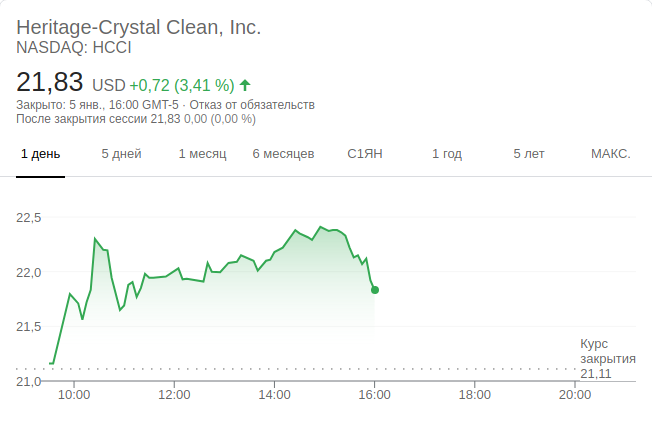 Heritage-Crystal Clean, Inc.
NASDAQ: HCCI
21,83 USD +0,72 (3,41 %)
Закрыто: 5 янв., 16:00 GMT-5 · Отказ от обязательств
После закрытия сессии 21,83 0,00 (0,00 %)
1 день 5 дней 1 месяц 6 месяцев С1ЯН 1 год 5 лет МАКС.
22,5
22,0
21,5
Курс
закрытия
21,11
21,0
10:00 12:00 14:00 16:00 18:00 20:00